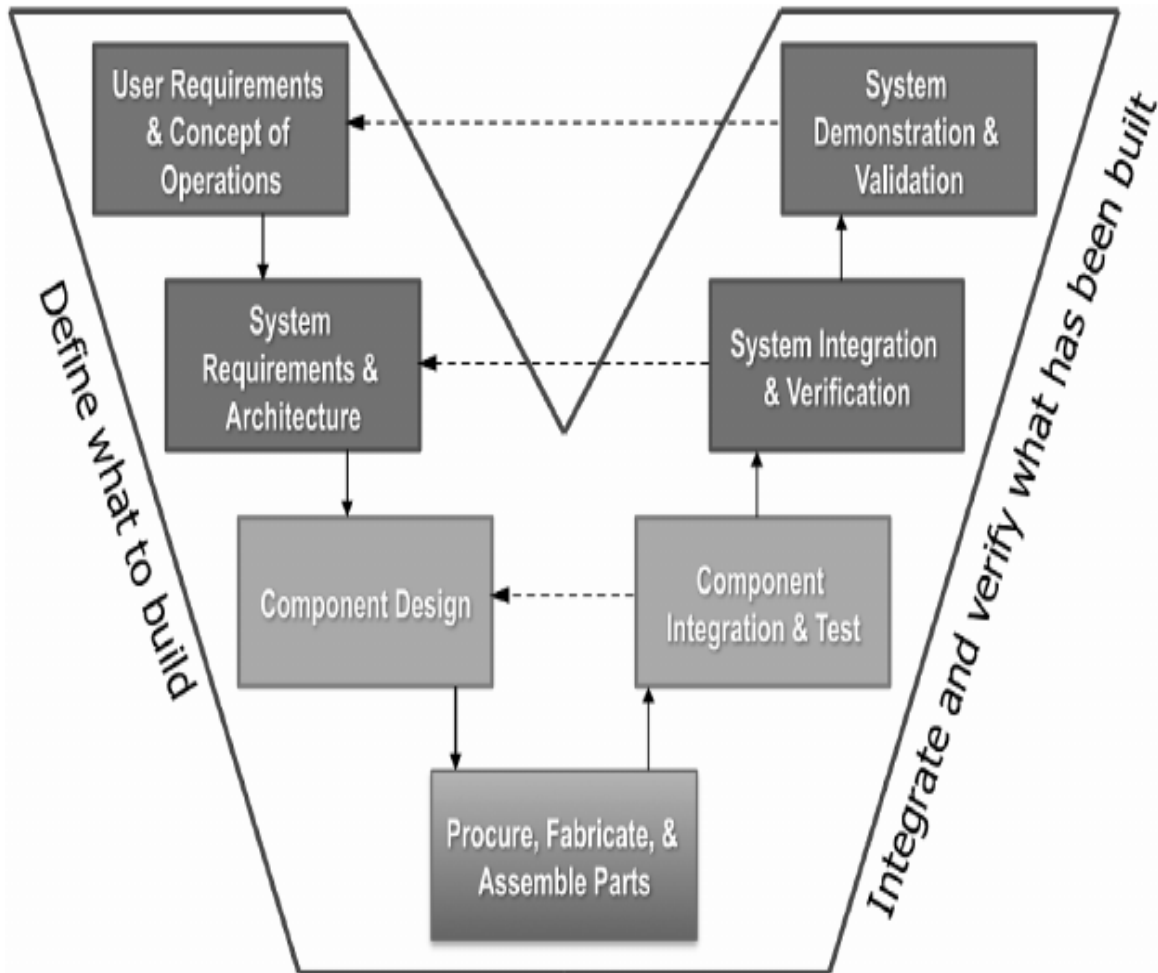 User Requirements
& Concept of
Operations
System
Demonstration &
Validation
System
Requirements &
Architecture
System Integration
& Verification
Component Design
Component
Integration & Test
Procure, Fabricate, &
Assemble Parts
Define what to build
Integrate and verify what has been built